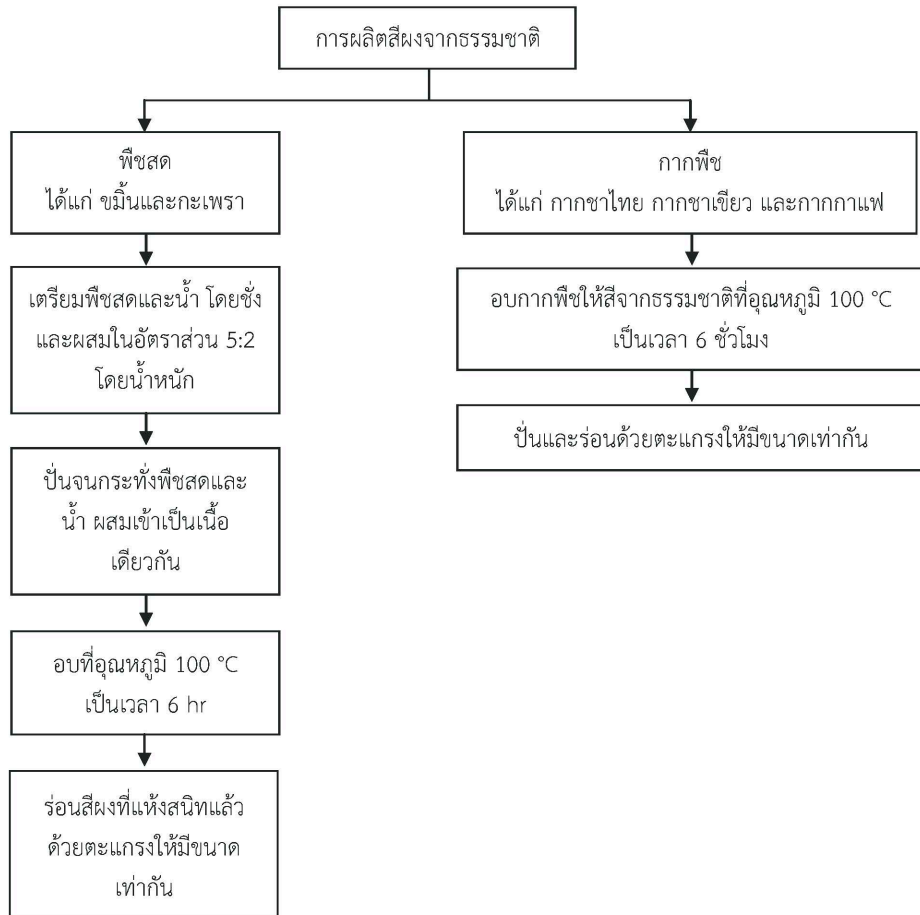 การผลิตสีผงจากธรรมชาติ
พืชสด
ได้แก่ ขมิ้นและกะเพรา
เตรียมพืชสดและน้ำ โดยชั่ง
และผสมในอัตราส่วน 5:2
โดยน้ำหนัก
ปั่นจนกระทั่งพืชสดและ
น้ำ ผสมเข้าเป็นเนื้อ
เดียวกัน
อบที่อุณหภูมิ 100 °C
เป็นเวลา 6 hr
ร่อนสีผงที่แห้งสนิทแล้ว
ด้วยตะแกรงให้มีขนาด
เท่ากัน
กากพืช
ได้แก่ กากชาไทย กากชาเขียว และกากกาแฟ
อบกากพืชให้สีจากธรรมชาติที่อุณหภูมิ 100 °C
เป็นเวลา 6 ชั่วโมง
ปั่นและร่อนด้วยตะแกรงให้มีขนาดเท่ากัน